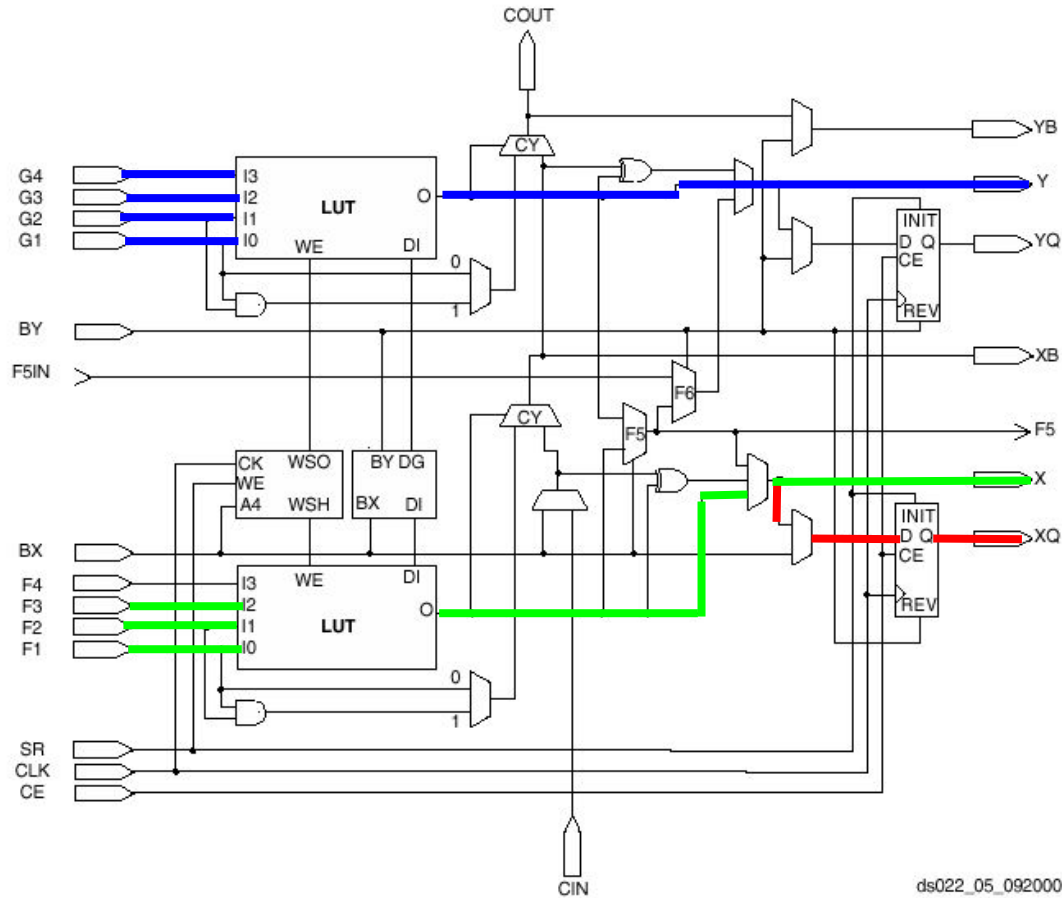 COUT
YB
CY
G4 I3 Y
G3 I2 O
G2 LUT
I1
G1 I0 INIT
D Q YQ
WE DI CE
0
1 REV
BY
XB
F5IN
F6
CY
F5 F5
CK WSO BY DG
WE X
A4 WSH BX DI INIT
D Q XQ
BX CE
F4 I3 WE DI
F3 I2 O REV
F2 I1 LUT
F1 I0
0
1
SR
CLK
CE
CIN
ds022_05_092000